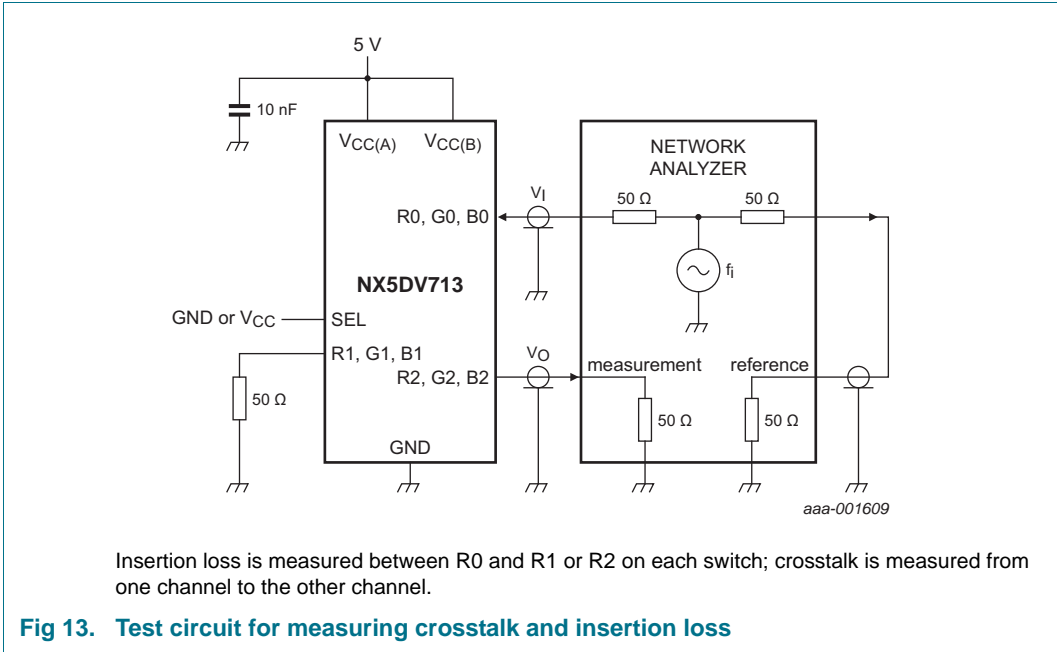 5 V
10 nF
VCC(A) VCC(B)
NETWORK
ANALYZER
50 Ω 50 Ω
VI
R0, G0, B0
fi
NX5DV713
GND or VCC
SEL
R1, G1, B1
VO
measurement reference
R2, G2, B2
50 Ω
50 Ω 50 Ω
GND
aaa-001609
Insertion loss is measured between R0 and R1 or R2 on each switch; crosstalk is measured from
one channel to the other channel.
Fig 13. Test circuit for measuring crosstalk and insertion loss